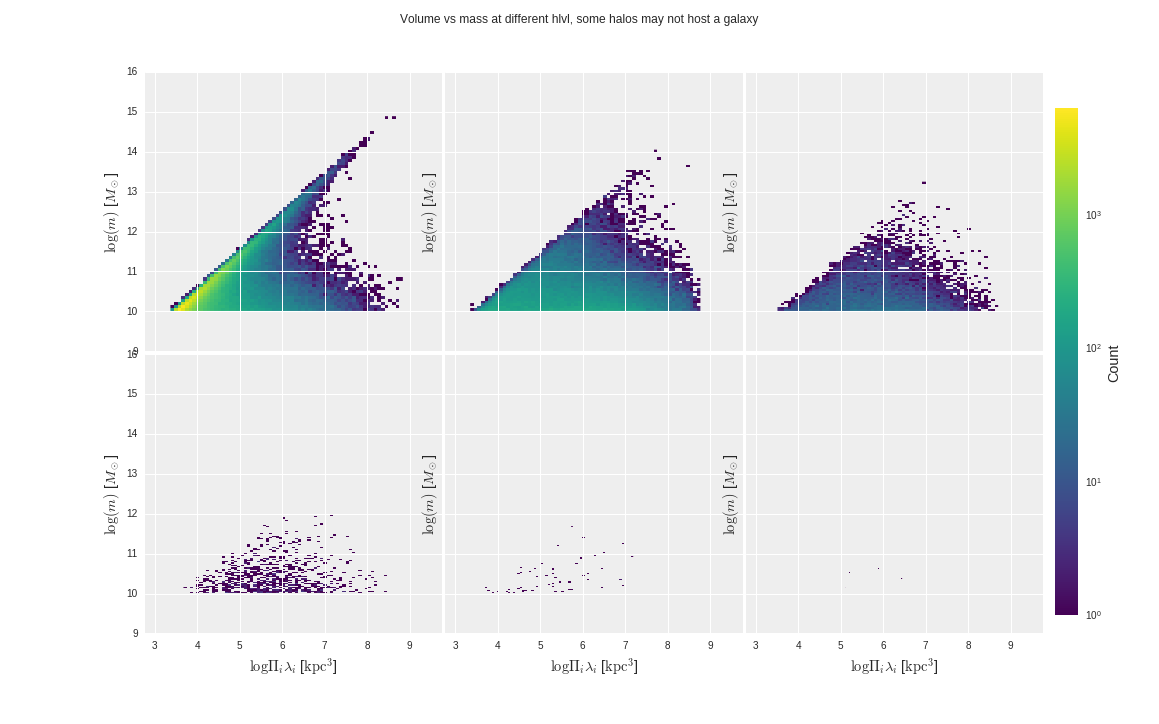 Volume vs mass at different hlvl, some halos may not host a galaxy
16
15
14
13
12
11
10
9
log(m) [M⊙]
log(m) [M⊙]
log(m) [M⊙]
16
15
14
13
12
11
10
9
log(m) [M⊙]
log(m) [M⊙]
log(m) [M⊙]
3 4 5 6 7 8 9
3 4 5 6 7 8 9
3 4 5 6 7 8 9
logΠᵢλᵢ [kpc³]
logΠᵢλᵢ [kpc³]
logΠᵢλᵢ [kpc³]
10³
10²
10¹
10⁰
Count